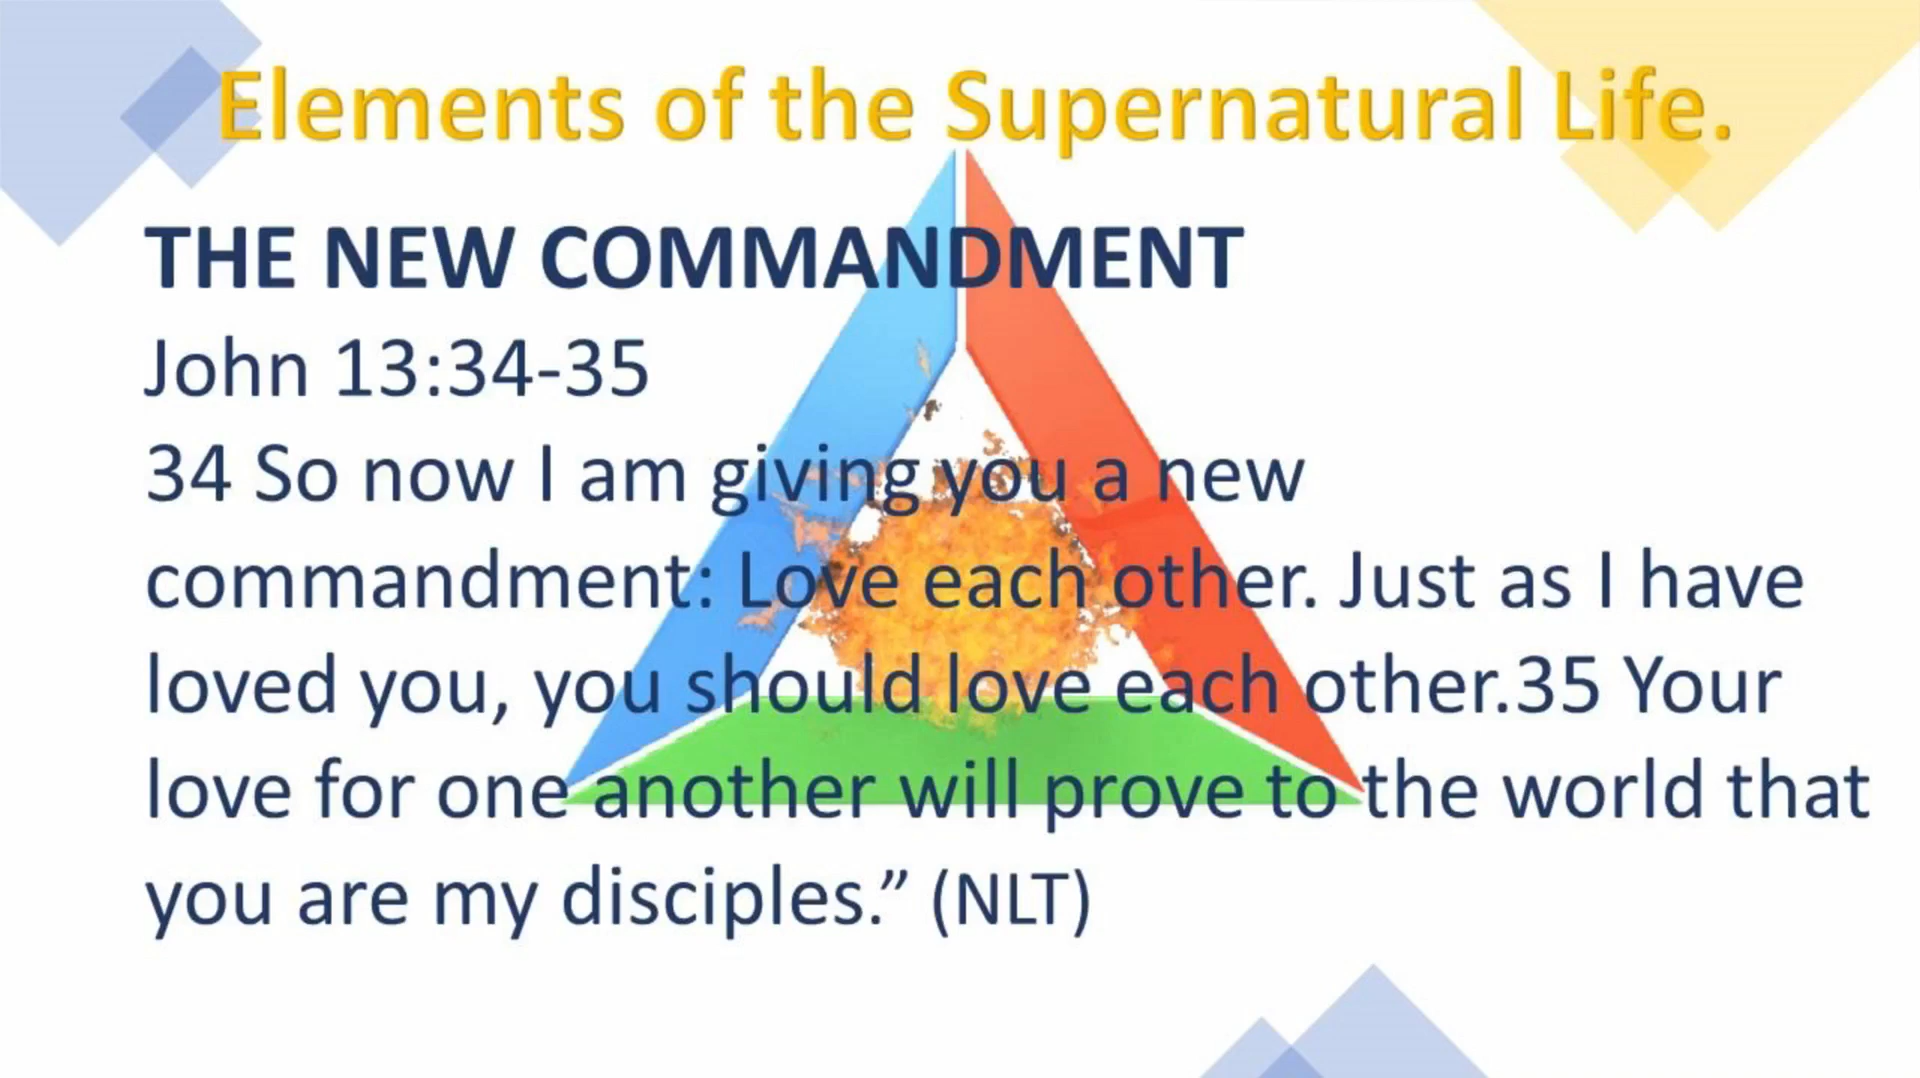 Elements of the Supernatural Life.
THE NEW COMMANDMENT
John 13:34-35
34 So now I am giving you a new
commandment: Love each other. Just as I have
loved you, you should love each other.35 Your
love for one another will prove to the world that
you are my disciples.” (NLT)